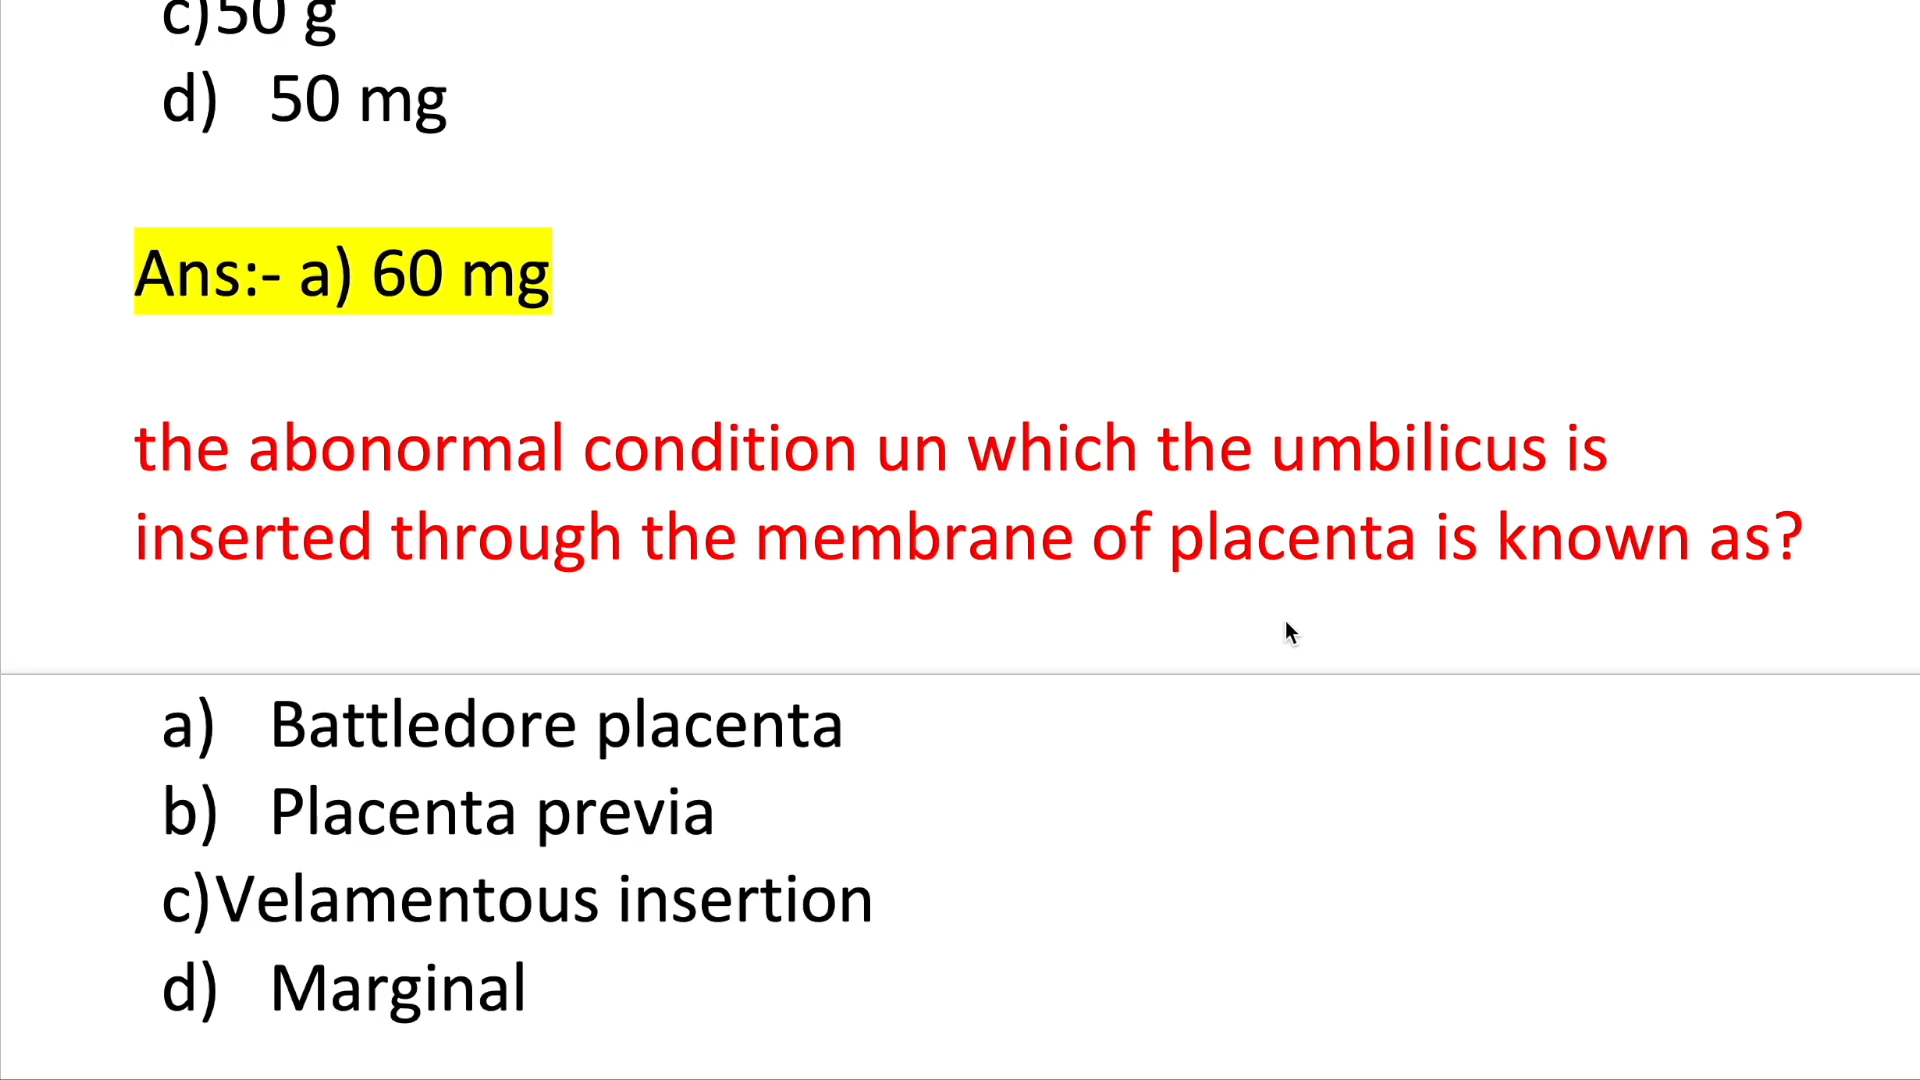 c)50 g
d) 50 mg
Ans:- a) 60 mg
the abonormal condition un which the umbilicus is
inserted through the membrane of placenta is known as?
a) Battledore placenta
b) Placenta previa
c)Velamentous insertion
d) Marginal